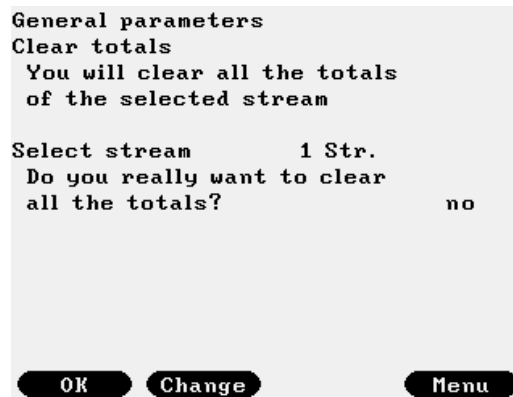 General parameters
Clear totals
You will clear all the totals
of the selected stream
Select stream 1 Str.
Do you really want to clear
all the totals? no
OK Change Menu